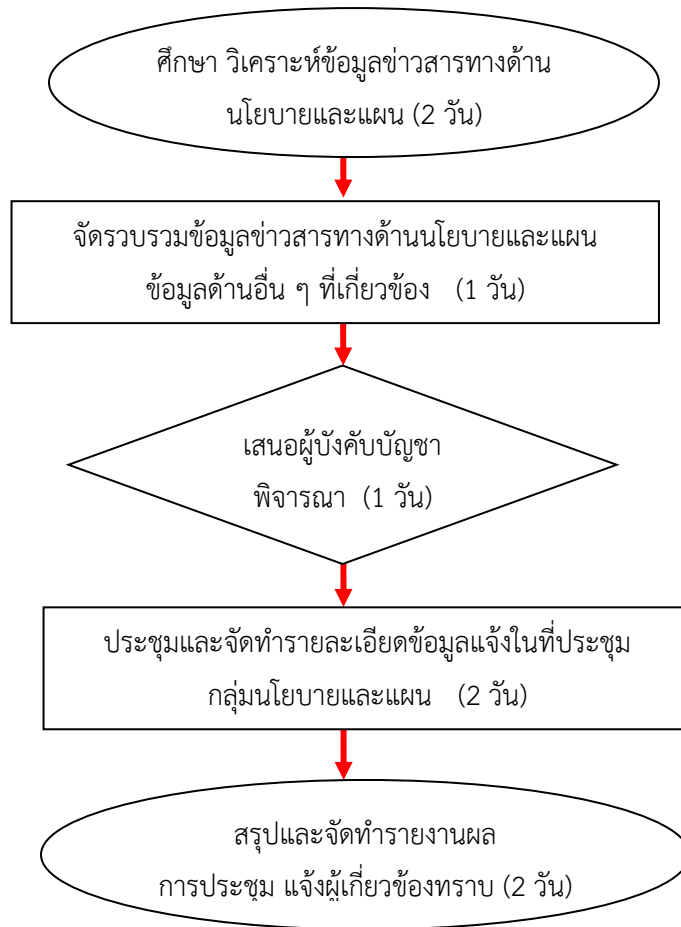 ศึกษา วิเคราะห์ข้อมูลข่าวสารทางด้าน
นโยบายและแผน (2 วัน)
จัดรวบรวมข้อมูลข่าวสารทางด้านนโยบายและแผน
ข้อมูลด้านอื่น ๆ ที่เกี่ยวข้อง (1 วัน)
เสนอผู้บังคับบัญชา
พิจารณา (1 วัน)
ประชุมและจัดทำรายละเอียดข้อมูลแจ้งในที่ประชุม
กลุ่มนโยบายและแผน (2 วัน)
สรุปและจัดทำรายงานผล
การประชุม แจ้งผู้เกี่ยวข้องทราบ (2 วัน)